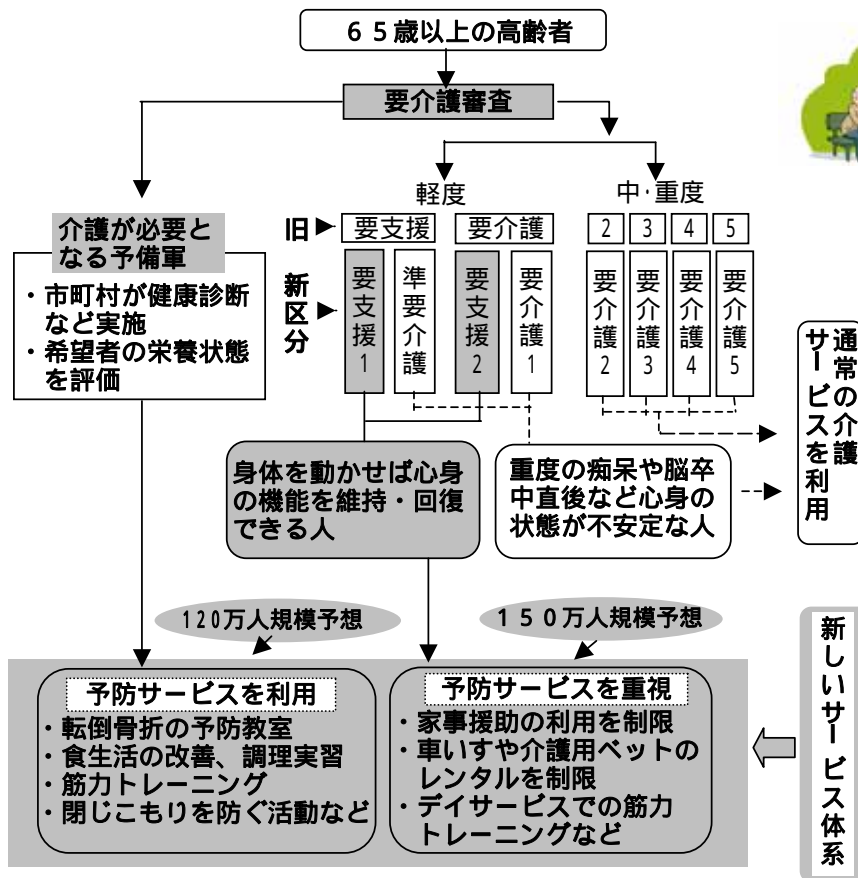 ６５歳以上の高齢者
要介護審査
軽度
中・重度
介護が必要と
なる予備軍
・市町村が健康診断
など実施
・希望者の栄養状態
を評価
旧
要支援
要介護
2
3
4
5
新区分
要支援1
準要介護
要支援2
要介護1
要介護2
要介護3
要介護4
要介護5
通常の介護
サービスを利用
身体を動かせば心身
の機能を維持・回復
できる人
重度の痴呆や脳卒
中直後など心身の
状態が不安定な人
120万人規模予想
１５０万人規模予想
予防サービスを利用
・転倒骨折の予防教室
・食生活の改善、調理実習
・筋力トレーニング
・閉じこもりを防ぐ活動など
予防サービスを重視
・家事援助の利用を制限
・車いすや介護用ベットの
レンタルを制限
・デイサービスでの筋力
トレーニングなど
新しいサービス体系